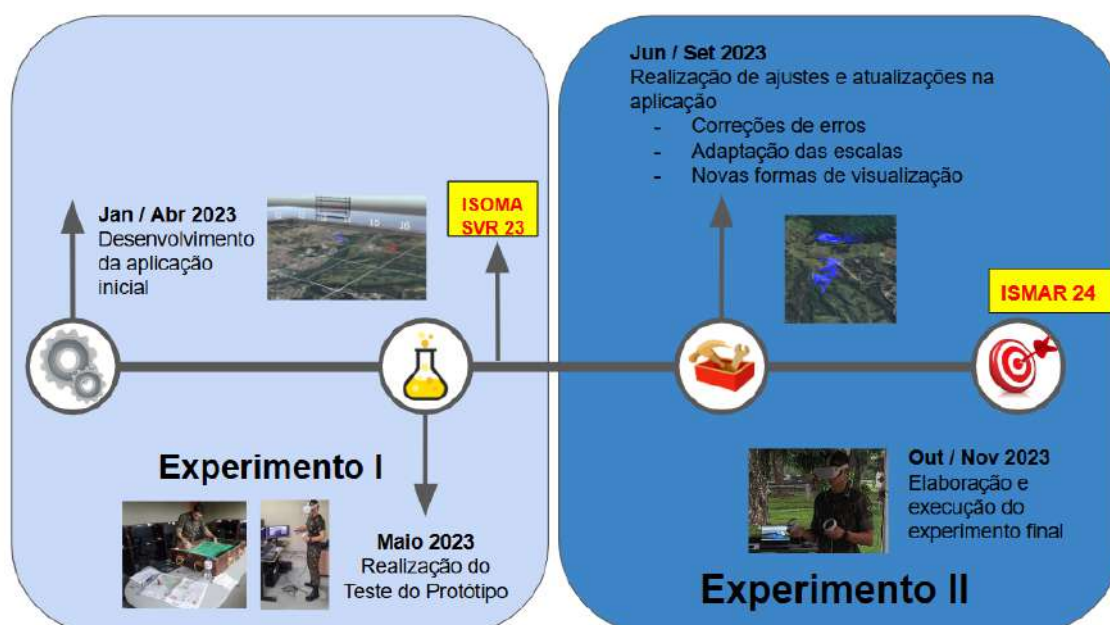 Jan / Abr 2023
Desenvolvimento
da aplicação
inicial
ISOMA
SVR 23
Experimento I
Maio 2023
Realização do
Teste do Protótipo
Jun / Set 2023
Realização de ajustes e atualizações na
aplicação
- Correções de erros
- Adaptação das escalas
- Novas formas de visualização
ISMAR 24
Out / Nov 2023
Elaboração e
execução do
experimento final
Experimento II